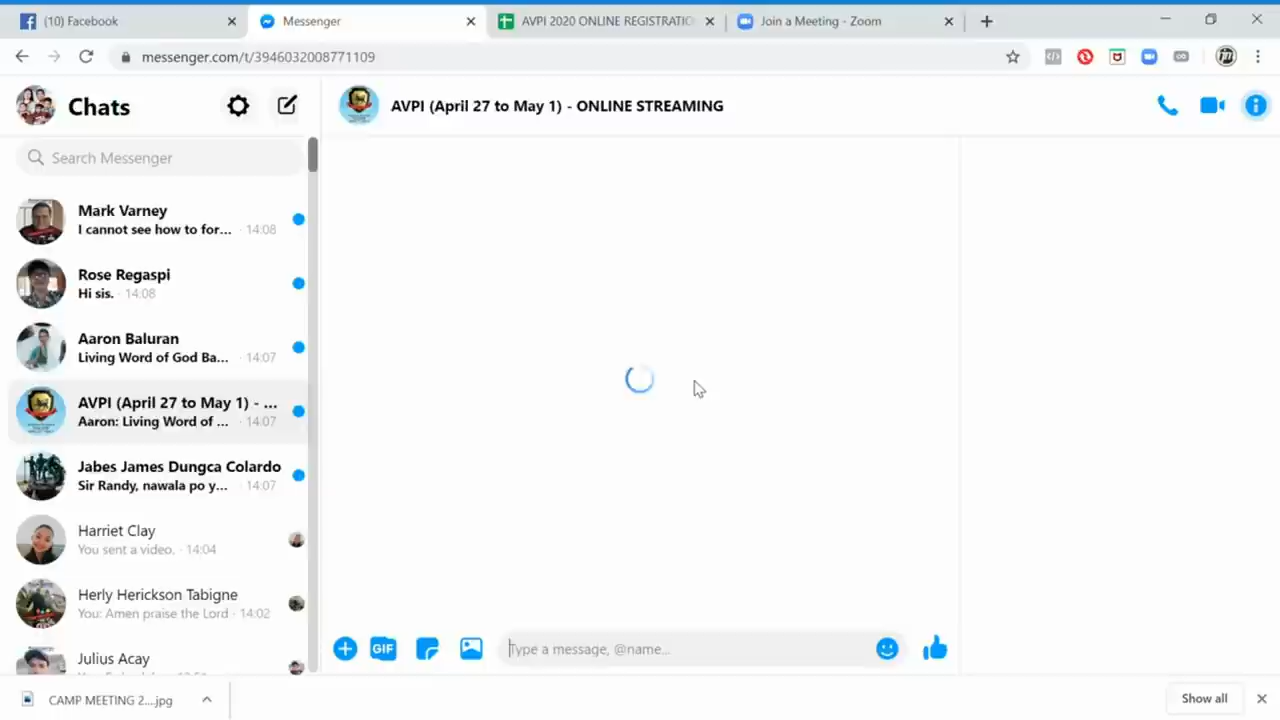 (10) Facebook
Messenger
AVPI 2020 ONLINE REGISTRATIO
Join a Meeting - Zoom
messenger.com/t/3946032008771109
Chats
AVPI (April 27 to May 1) - ONLINE STREAMING
Search Messenger
Mark Varney
I cannot see how to for... · 14:08
Rose Regaspi
Hi sis. · 14:08
Aaron Baluran
Living Word of God Ba... · 14:07
AVPI (April 27 to May 1) - ...
Aaron: Living Word of ... · 14:07
Jabes James Dungca Colardo
Sir Randy, nawala po y... · 14:07
Harriet Clay
You sent a video. · 14:04
Herly Herickson Tabigne
You: Amen praise the Lord · 14:02
Julius Acay
GIF
Type a message, @name...
CAMP MEETING 2....jpg
Show all